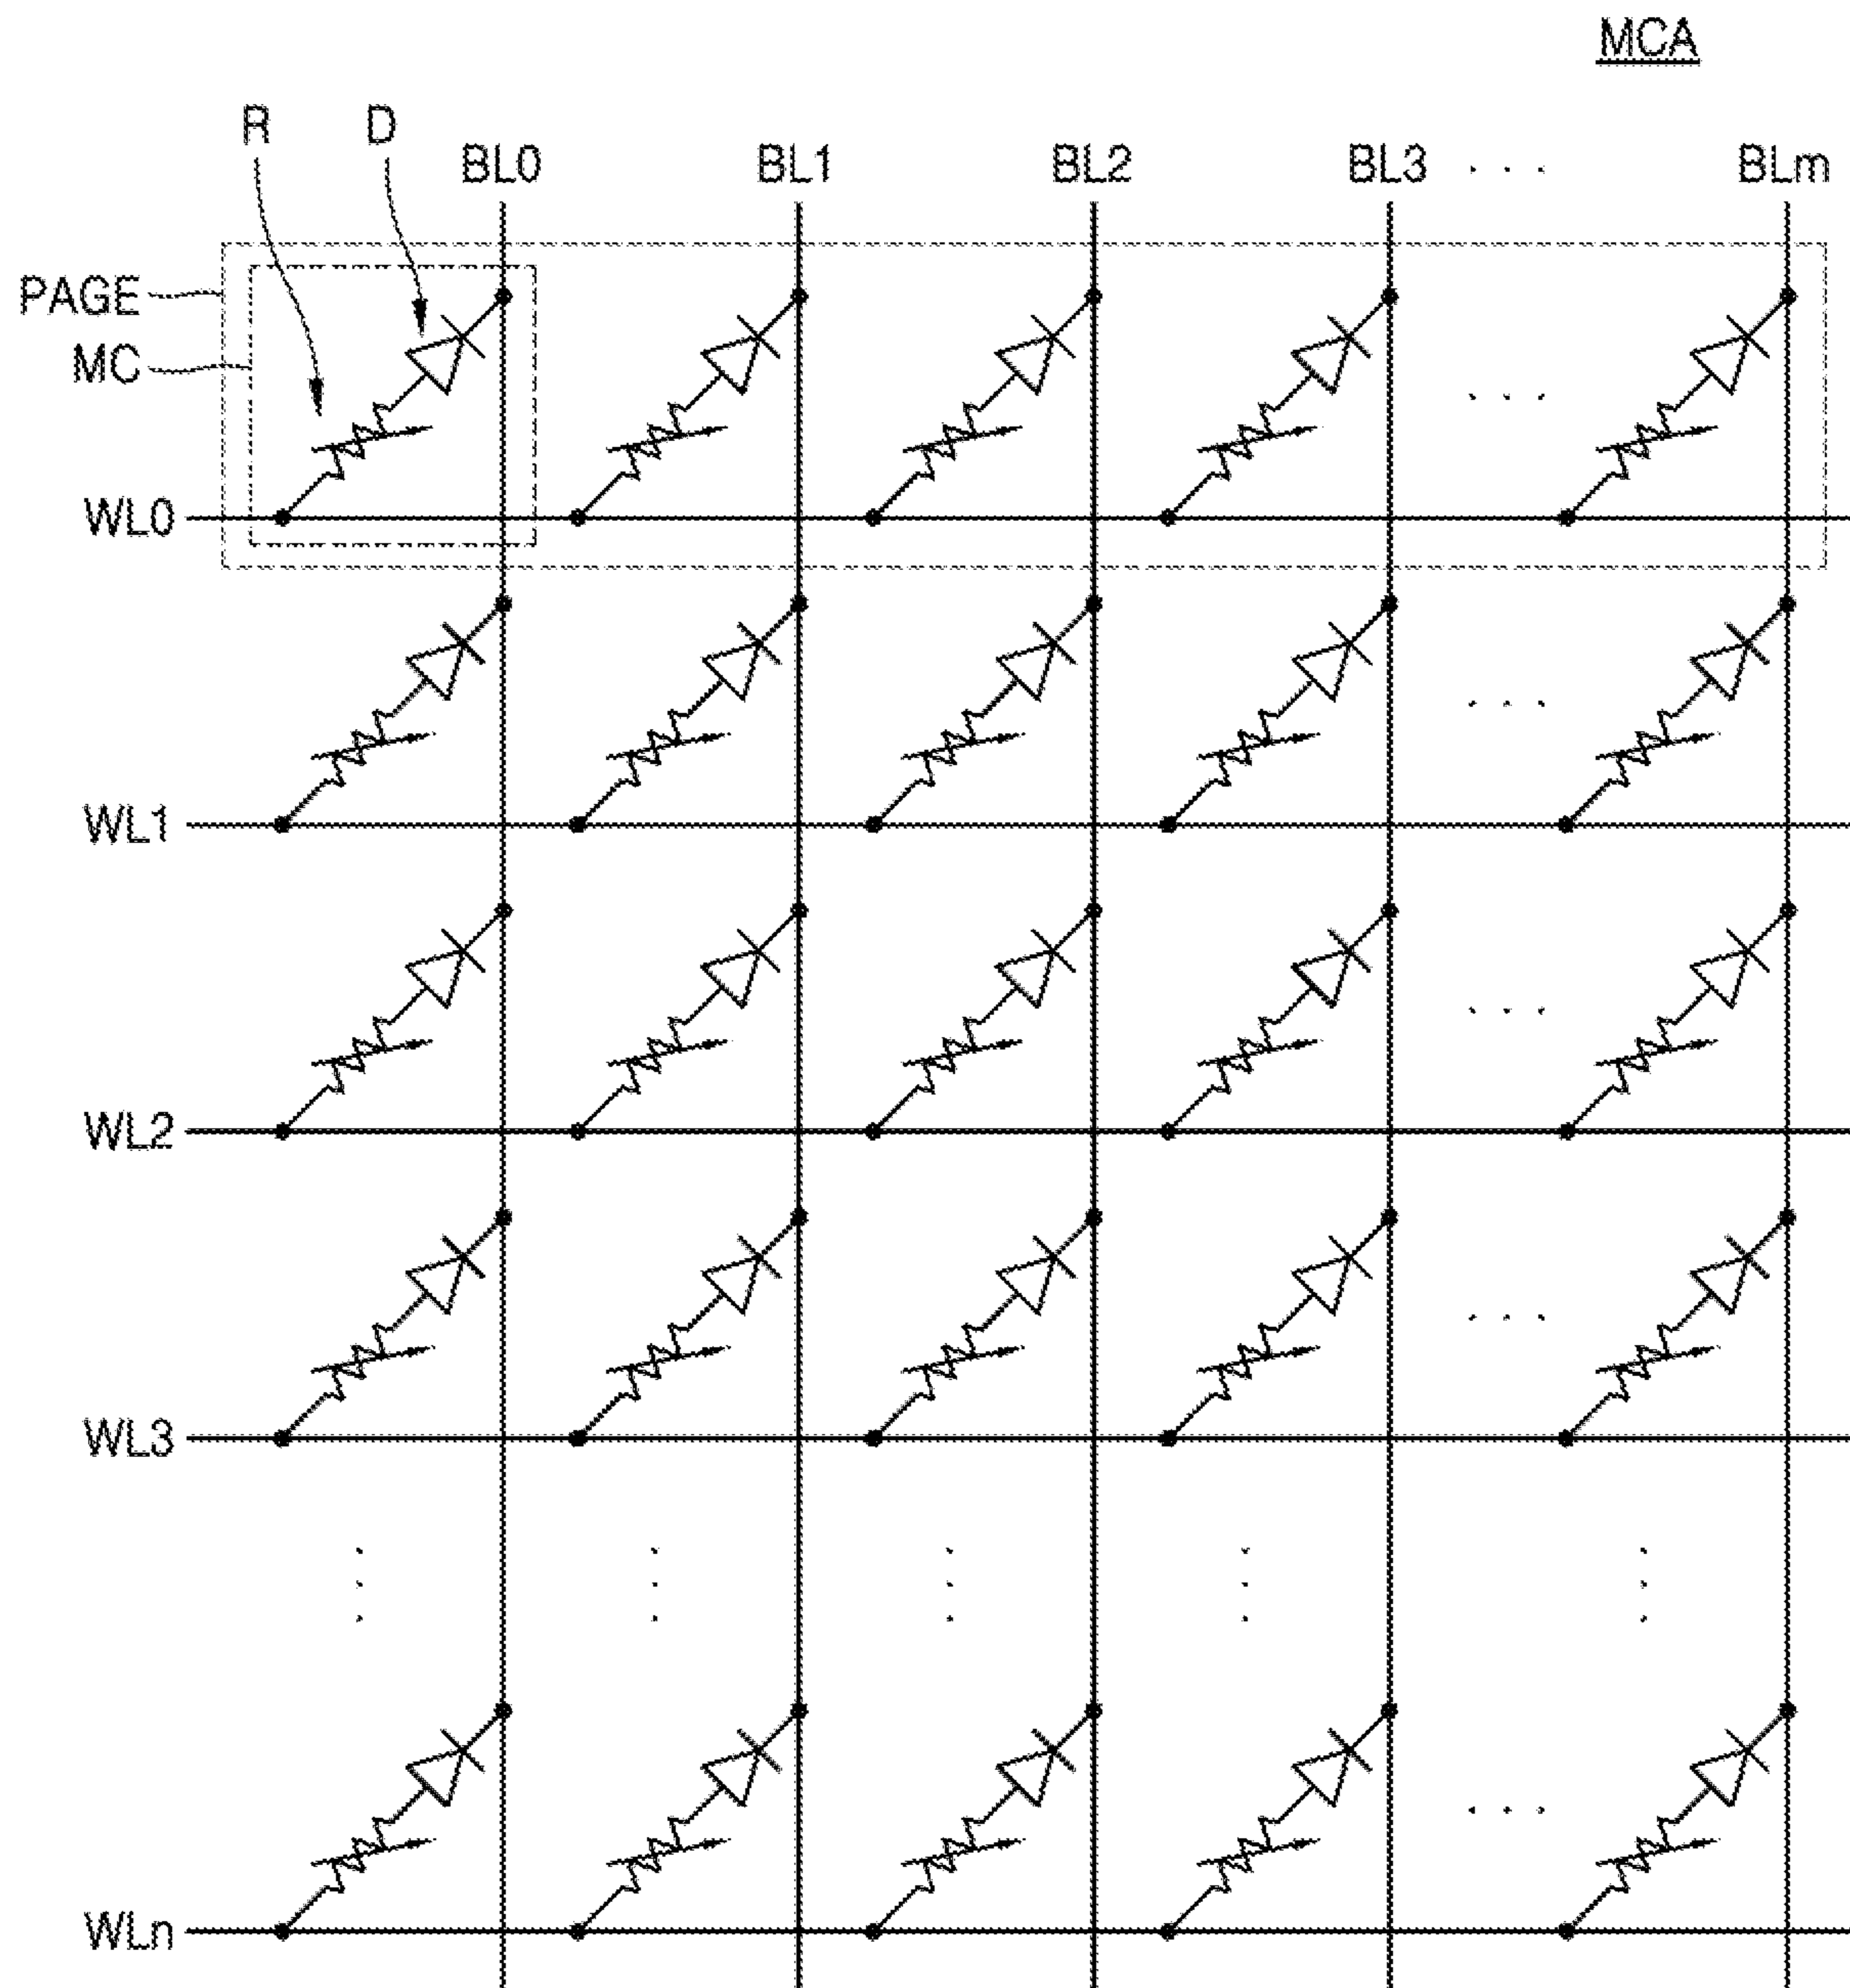 MCA
R D
BL0 BL1 BL2 BL3 . . . BLm
PAGE
MC
WL0
WL1
WL2
WL3
WLn